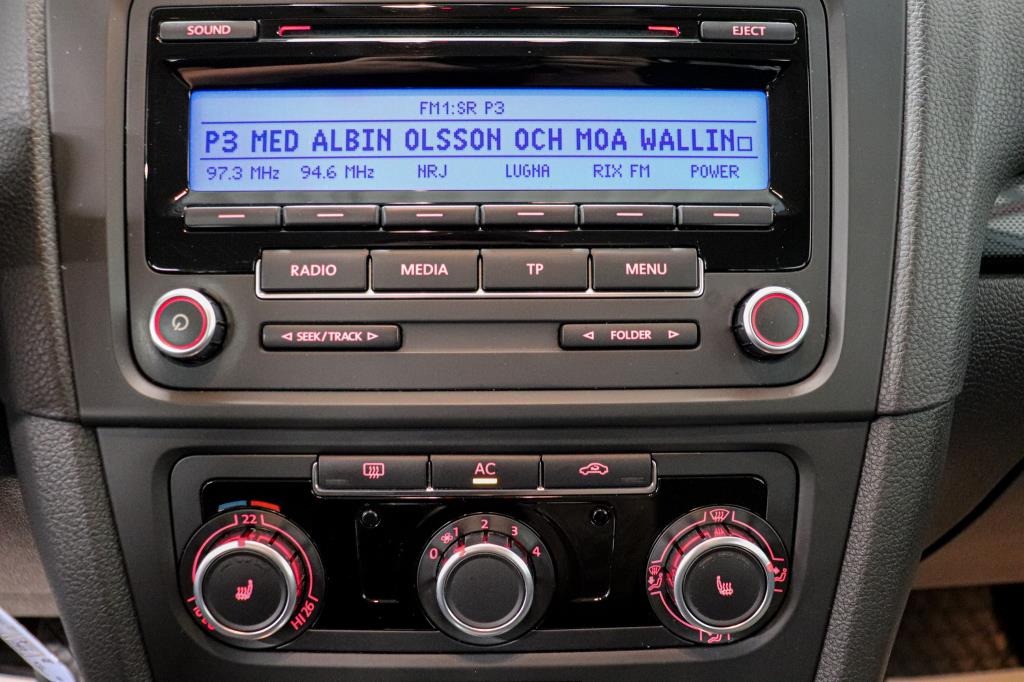 SOUND
EJECT
FM1:SR P3
P3 MED ALBIN OLSSON OCH MOA WALLIN
97.3 MHz 94.6 MHz NRJ LUGNA RIX FM POWER
RADIO MEDIA TP MENU
SEEK/TRACK FOLDER
AC
22
HI 26
0 1 2 3 4